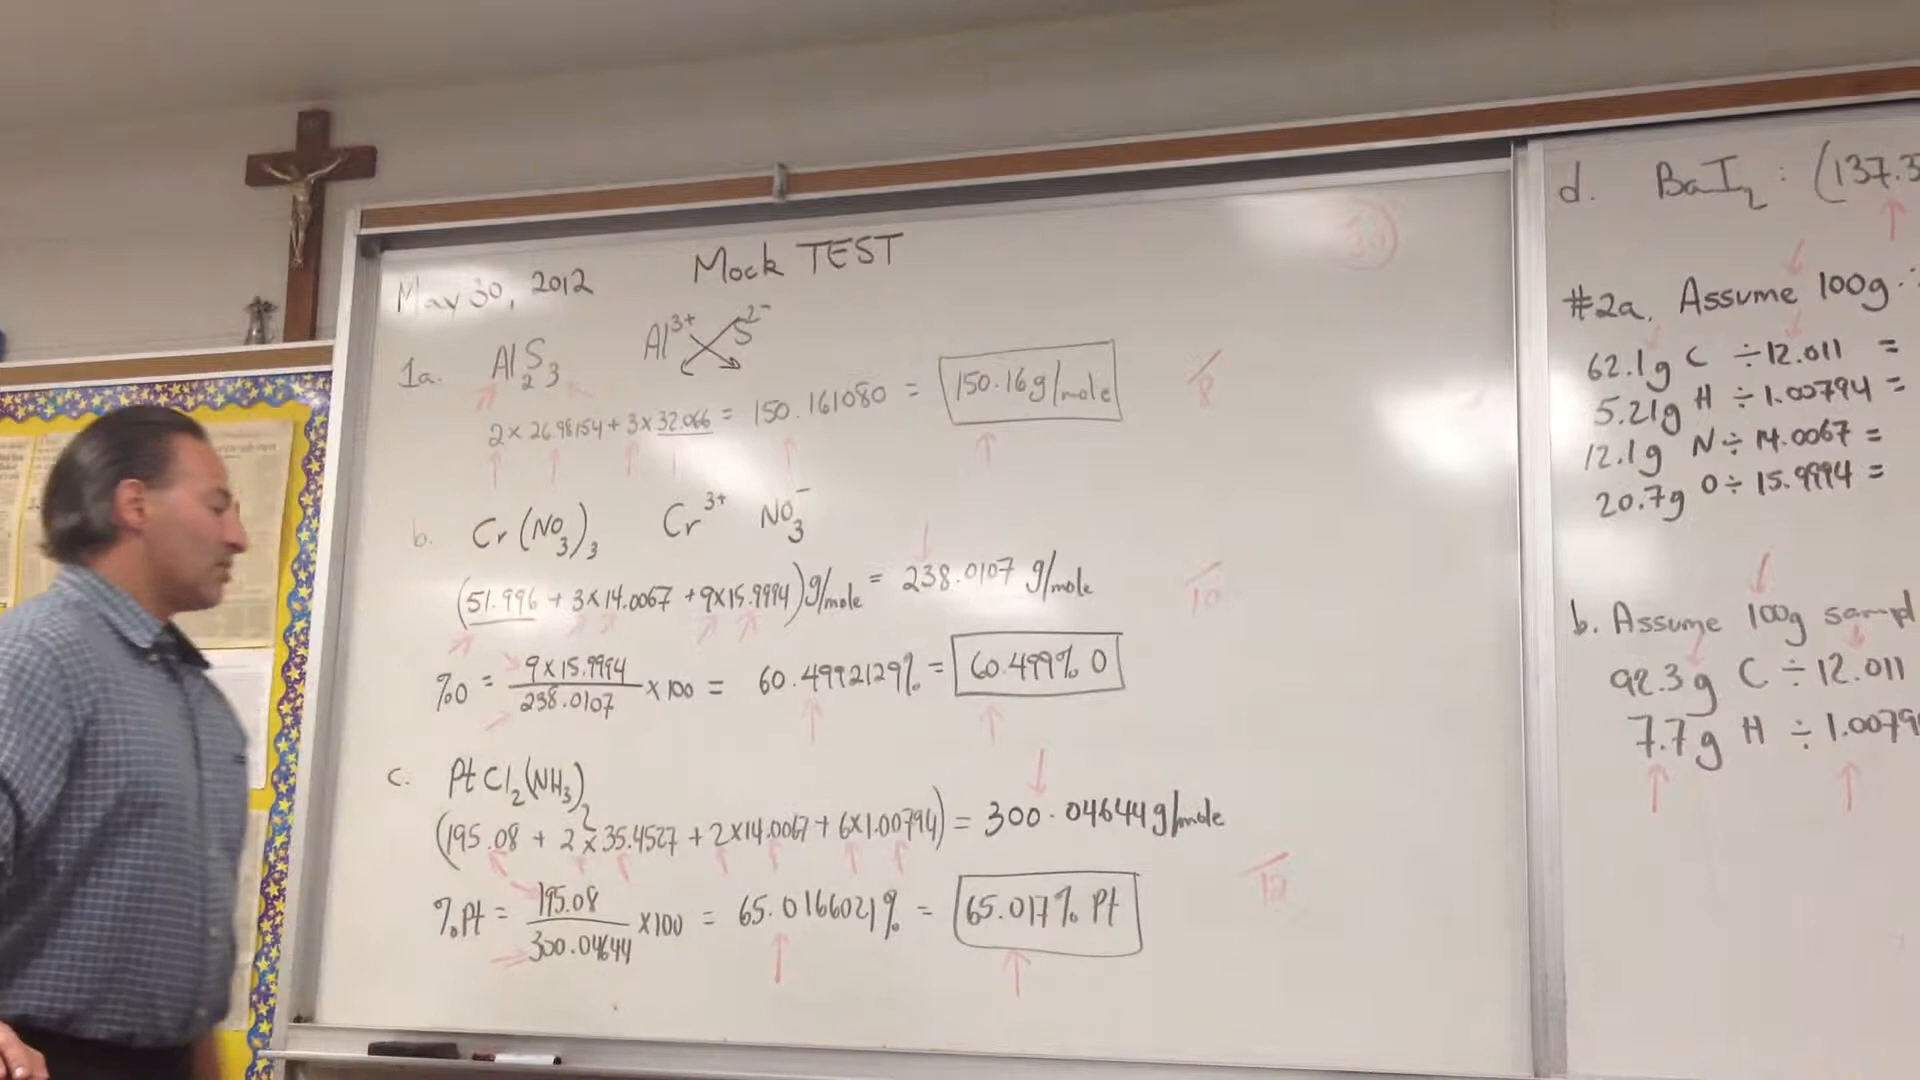 May 30, 2012 Mock TEST
1a. Al₂S₃ Al³⁺ S²⁻
2 × 26.98154 + 3 × 32.066 = 150.161080 = 150.16 g/mole
8
b. Cr(NO₃)₃ Cr³⁺ NO₃⁻
(51.996 + 3×14.0067 + 9×15.9994) g/mole = 238.0107 g/mole
10
%O = 9×15.9994 / 238.0107 ×100 = 60.4992129% = 60.499% O
c. PtCl₂(NH₃)₂
(195.08 + 2×35.4527 + 2×14.0067 + 6×1.00794) = 300.04644 g/mole
%Pt = 195.08 / 300.04644 ×100 = 65.0166021% = 65.017% Pt
d. BaI₂ : (137.3
#2a. Assume 100g
62.1g C ÷ 12.011 =
5.21g H ÷ 1.00794 =
12.1g N ÷ 14.0067 =
20.7g O ÷ 15.9994 =
b. Assume 100g sampl
92.3g C ÷ 12.011
7.7g H ÷ 1.0079